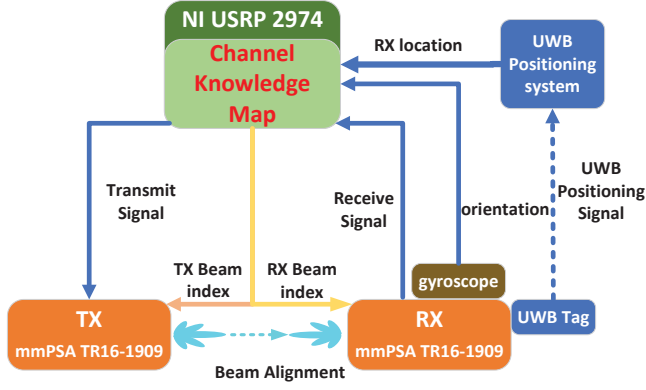 NI USRP 2974
Channel
Knowledge
Map
RX location
UWB
Positioning
system
Transmit
Signal
Receive
Signal
orientation
UWB
Positioning
Signal
TX Beam
index
RX Beam
index
gyroscope
TX
mmPSA TR16-1909
RX
mmPSA TR16-1909
UWB Tag
Beam Alignment